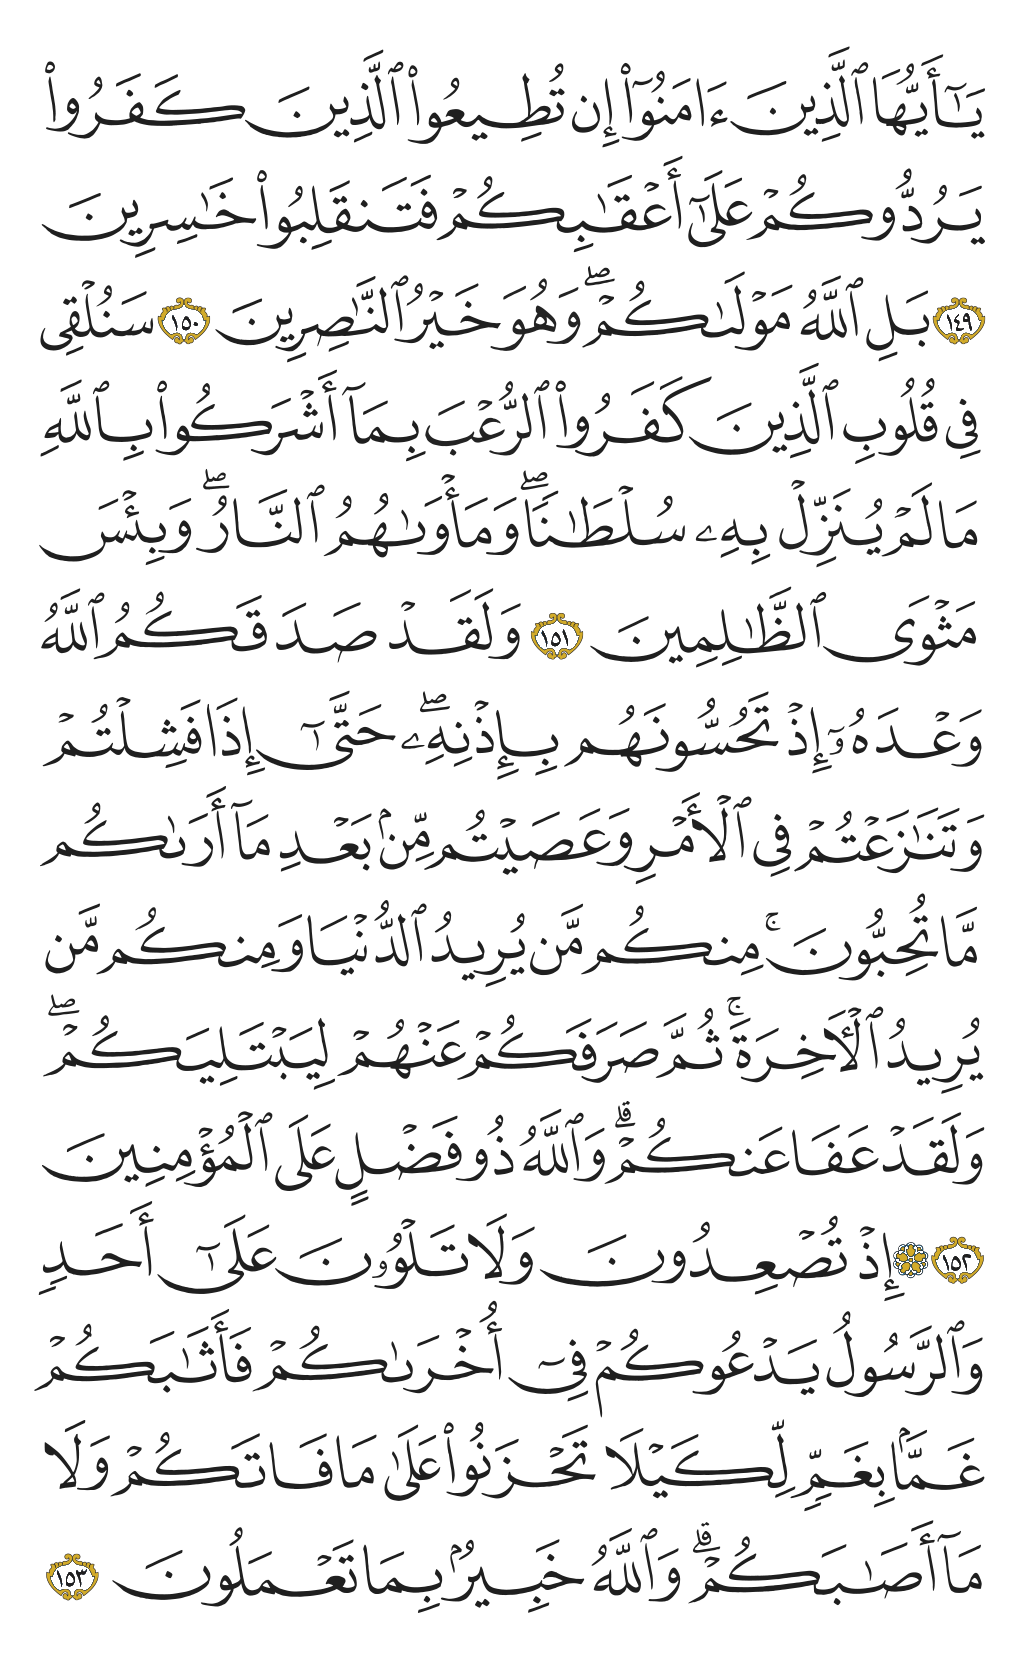 يَـٰٓأَيُّهَا ٱلَّذِينَ ءَامَنُوٓا۟ إِن تُطِيعُوا۟ ٱلَّذِينَ كَفَرُوا۟
يَرُدُّوكُمْ عَلَىٰٓ أَعْقَـٰبِكُمْ فَتَنقَلِبُوا۟ خَـٰسِرِينَ
١٤٩ بَلِ ٱللَّهُ مَوْلَىٰكُمْ ۖ وَهُوَ خَيْرُ ٱلنَّـٰصِرِينَ ١٥٠ سَنُلْقِى
فِى قُلُوبِ ٱلَّذِينَ كَفَرُوا۟ ٱلرُّعْبَ بِمَآ أَشْرَكُوا۟ بِٱللَّهِ
مَا لَمْ يُنَزِّلْ بِهِۦ سُلْطَـٰنًا ۖ وَمَأْوَىٰهُمُ ٱلنَّارُ ۖ وَبِئْسَ
مَثْوَى ٱلظَّـٰلِمِينَ ١٥١ وَلَقَدْ صَدَقَكُمُ ٱللَّهُ
وَعْدَهُۥٓ إِذْ تَحُسُّونَهُم بِإِذْنِهِۦ ۖ حَتَّىٰٓ إِذَا فَشِلْتُمْ
وَتَنَـٰزَعْتُمْ فِى ٱلْأَمْرِ وَعَصَيْتُم مِّنۢ بَعْدِ مَآ أَرَىٰكُم
مَّا تُحِبُّونَ ۚ مِنكُم مَّن يُرِيدُ ٱلدُّنْيَا وَمِنكُم مَّن
يُرِيدُ ٱلْـَٔاخِرَةَ ۚ ثُمَّ صَرَفَكُمْ عَنْهُمْ لِيَبْتَلِيَكُمْ ۖ
وَلَقَدْ عَفَا عَنكُمْ ۗ وَٱللَّهُ ذُو فَضْلٍ عَلَى ٱلْمُؤْمِنِينَ
١٥٢ ۞ إِذْ تُصْعِدُونَ وَلَا تَلْوُۥنَ عَلَىٰٓ أَحَدٍ
وَٱلرَّسُولُ يَدْعُوكُمْ فِىٓ أُخْرَىٰكُمْ فَأَثَـٰبَكُمْ
غَمًّۢا بِغَمٍّ لِّكَيْلَا تَحْزَنُوا۟ عَلَىٰ مَا فَاتَكُمْ وَلَا
مَآ أَصَـٰبَكُمْ ۗ وَٱللَّهُ خَبِيرٌۢ بِمَا تَعْمَلُونَ ١٥٣